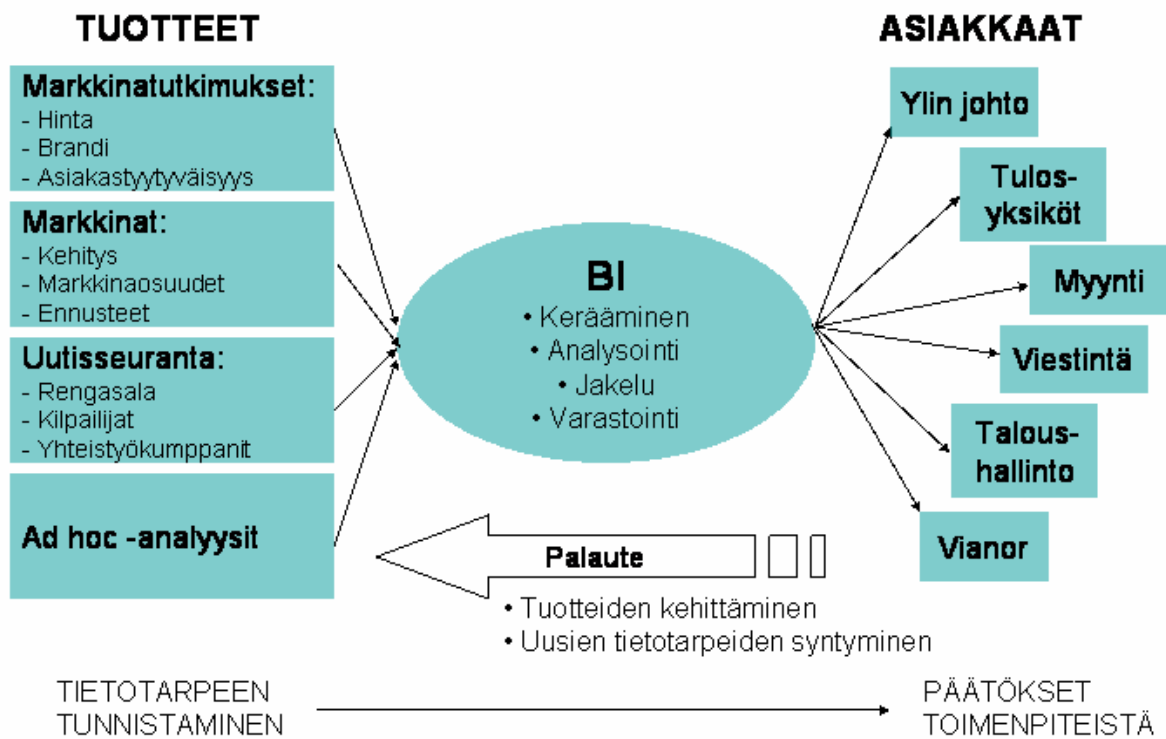 TUOTTEET
Markkinatutkimukset:
- Hinta
- Brandi
- Asiakastyytyväisyys
Markkinat:
- Kehitys
- Markkinaosuudet
- Ennusteet
Uutisseuranta:
- Rengasala
- Kilpailijat
- Yhteistyökumppanit
Ad hoc -analyysit
BI
• Kerääminen
• Analysointi
• Jakelu
• Varastointi
ASIAKKAAT
Ylin johto
Tulos-
yksiköt
Myynti
Viestintä
Talous-
hallinto
Vianor
Palaute
• Tuotteiden kehittäminen
• Uusien tietotarpeiden syntyminen
TIETOTARPEEN
TUNNISTAMINEN
PÄÄTÖKSET
TOIMENPITEISTÄ